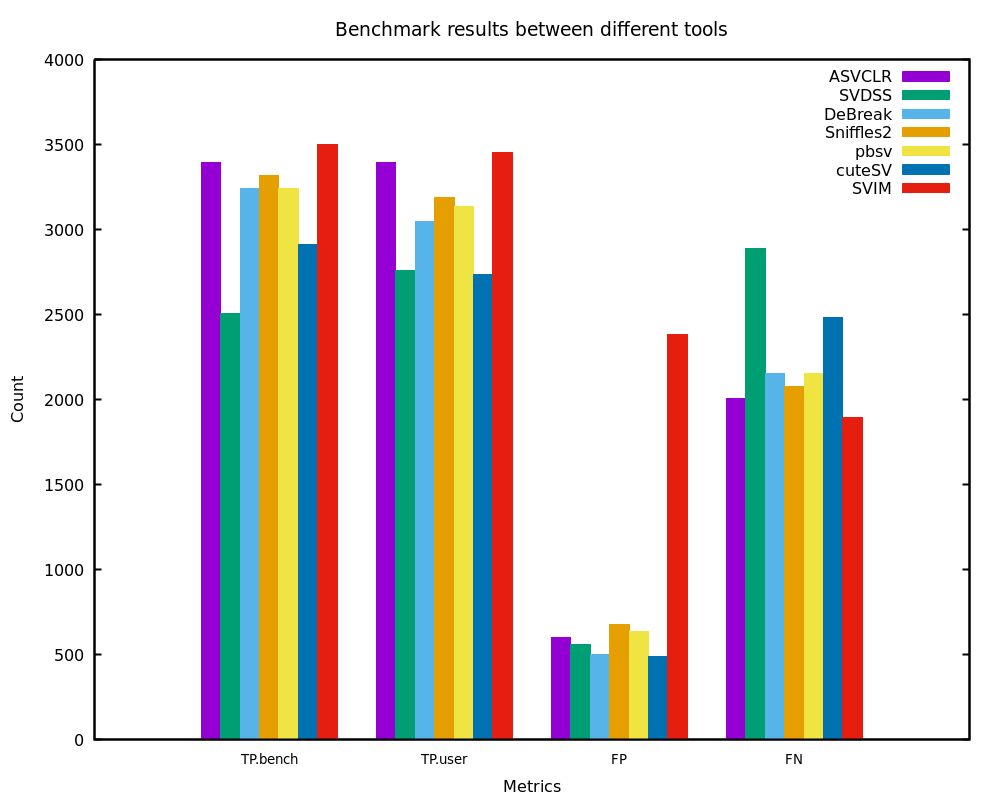 Benchmark results between different tools
4000
3500
3000
2500
2000
1500
1000
500
0
Count
ASVCLR
SVDSS
DeBreak
Sniffles2
pbsv
cuteSV
SVIM
TP.bench
TP.user
FP
FN
Metrics